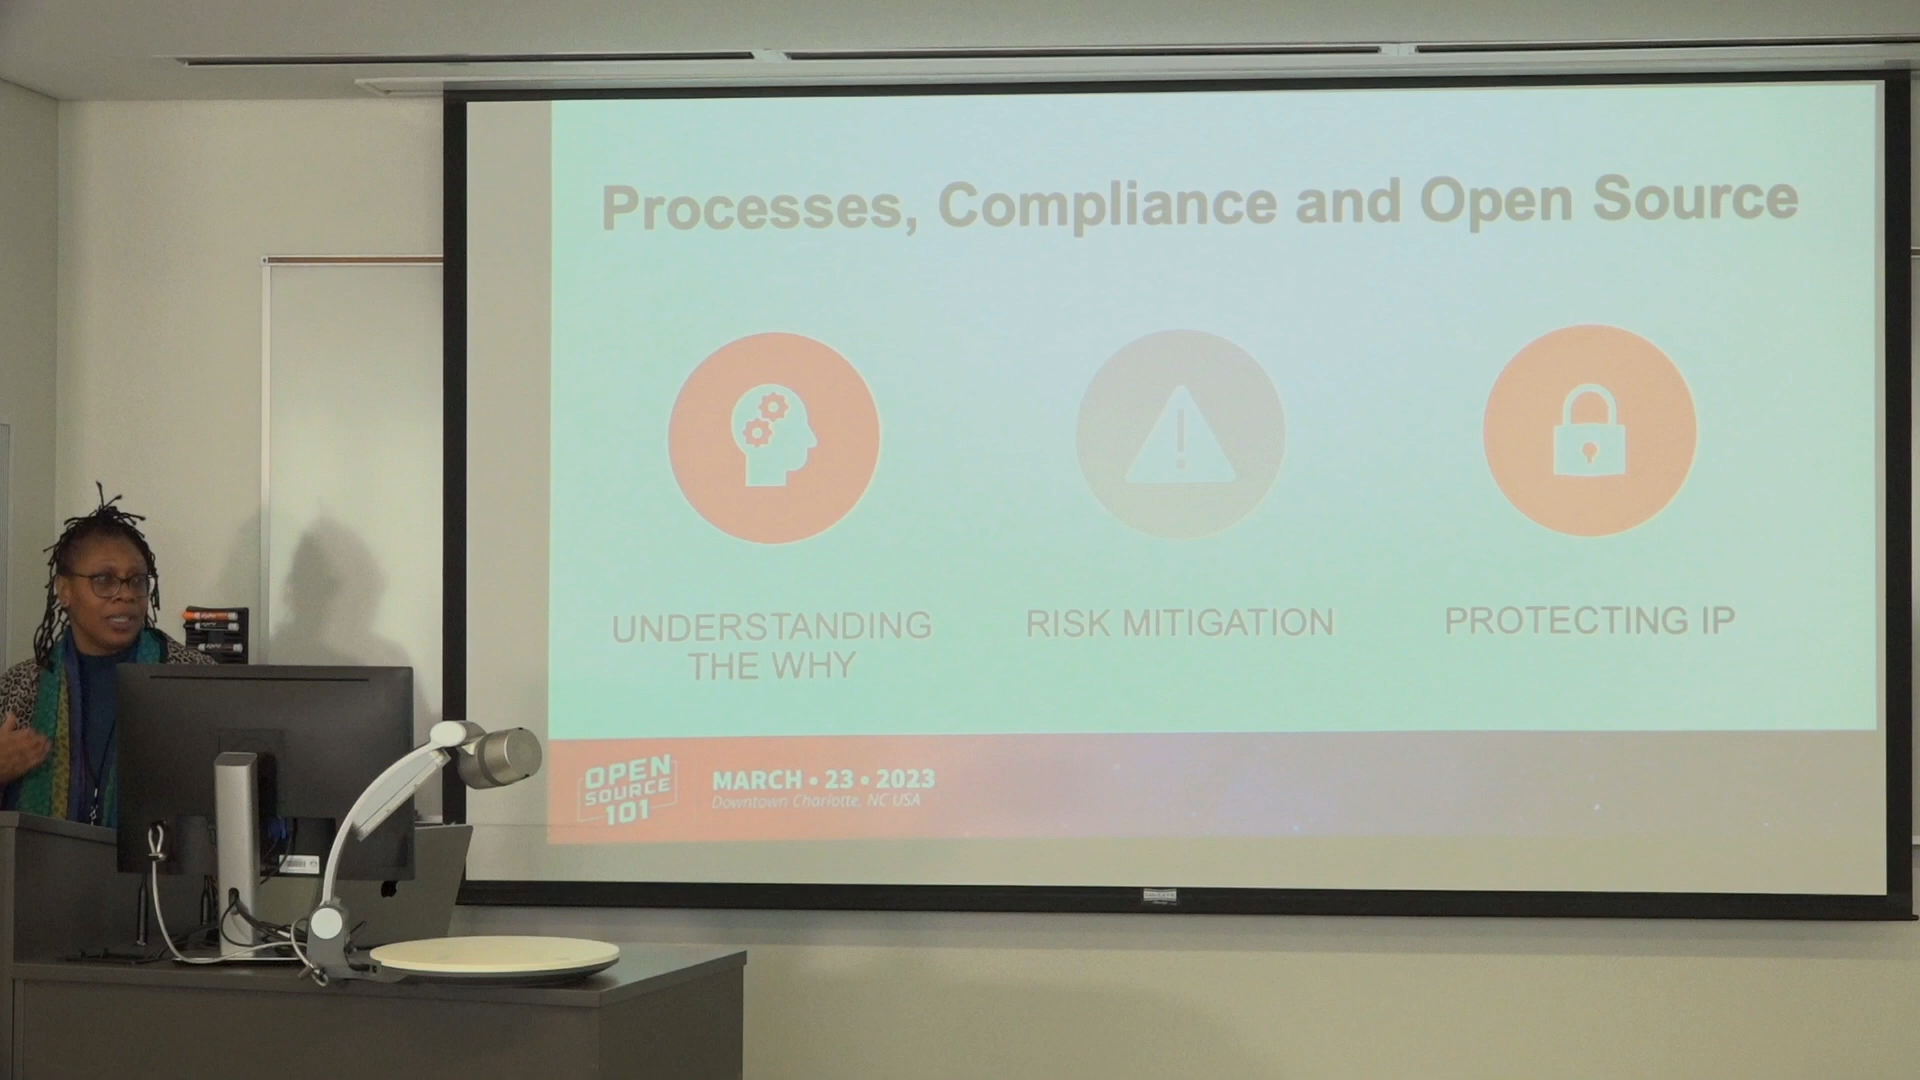 Processes, Compliance and Open Source
UNDERSTANDING
THE WHY
RISK MITIGATION
PROTECTING IP
OPEN
SOURCE
101
MARCH • 23 • 2023
Downtown Charlotte, NC USA